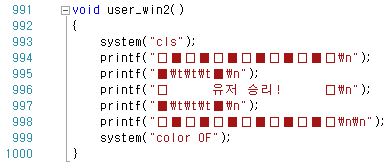 991 void user_win2()
992 {
993 system("cls");
994 printf("□■□■□■□■□■□■□₩n");
995 printf("■₩t₩t₩t■₩n");
996 printf("□      유저 승리!      □₩n");
997 printf("■₩t₩t₩t■₩n");
998 printf("□■□■□■□■□■□■□₩n₩n");
999 system("color 0F");
1000 }